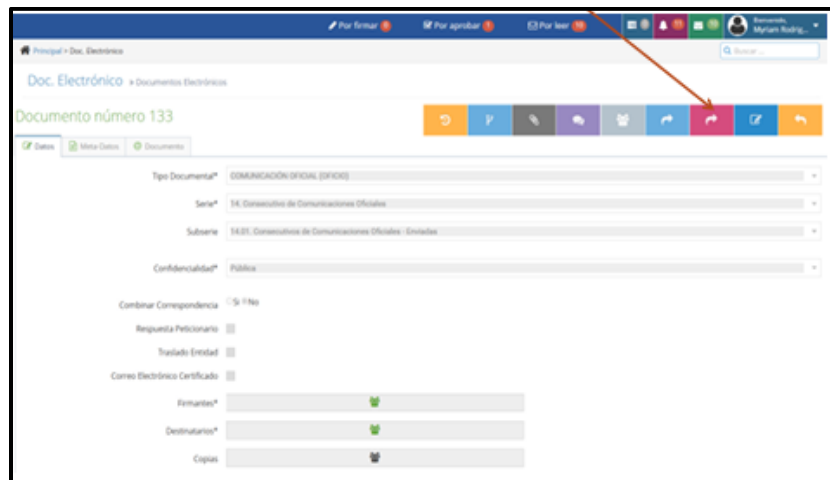 Por firmar
Por aprobar
Por leer
Bienvenido,
Myriam Rodrig...
Principal > Doc. Electrónico
Buscar ...
Doc. Electrónico » Documentos Electrónicos
Documento número 133
Datos
Meta-Datos
Documento
Tipo Documental* COMUNICACIÓN OFICIAL (OFICIO)
Serie* 14. Consecutivo de Comunicaciones Oficiales
Subserie 14.01. Consecutivos de Comunicaciones Oficiales - Enviadas
Confidencialidad* Pública
Combinar Correspondencia Si No
Respuesta Peticionario
Traslado Entidad
Correo Electrónico Certificado
Firmantes*
Destinatarios*
Copias